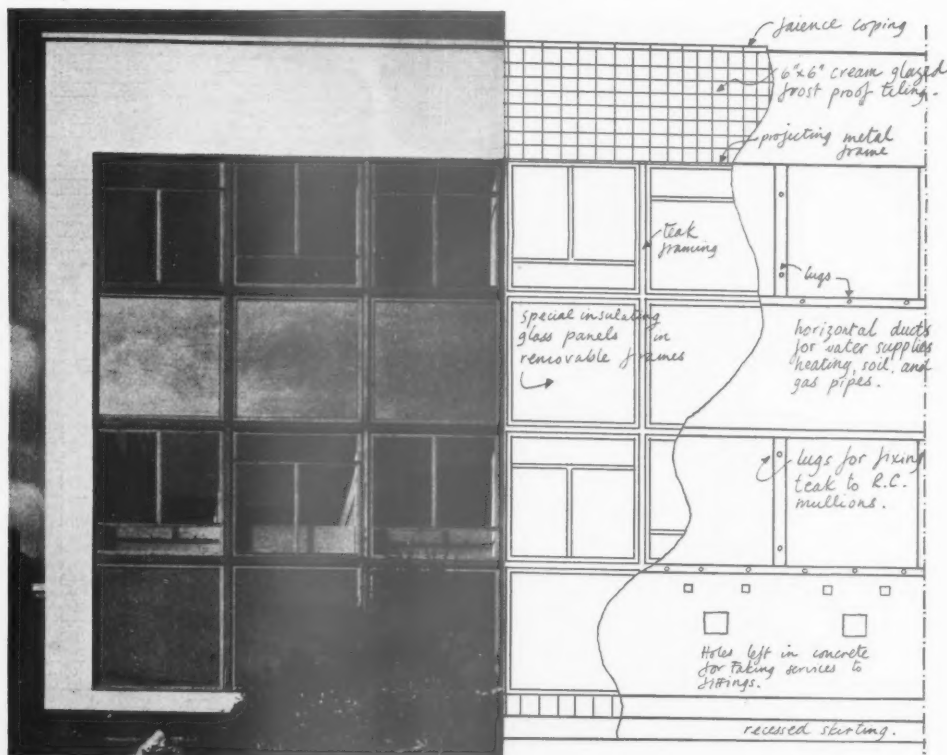 faience coping
6"x6" cream glazed
frost proof tiling.
projecting metal
frame
teak
framing
lugs
special insulating
glass panels in
removable frames
horizontal ducts
for water supplies
heating, soil, and
gas pipes.
lugs for fixing
teak to R.C.
mullions.
Holes left in concrete
for taking services to
fittings.
recessed skirting.